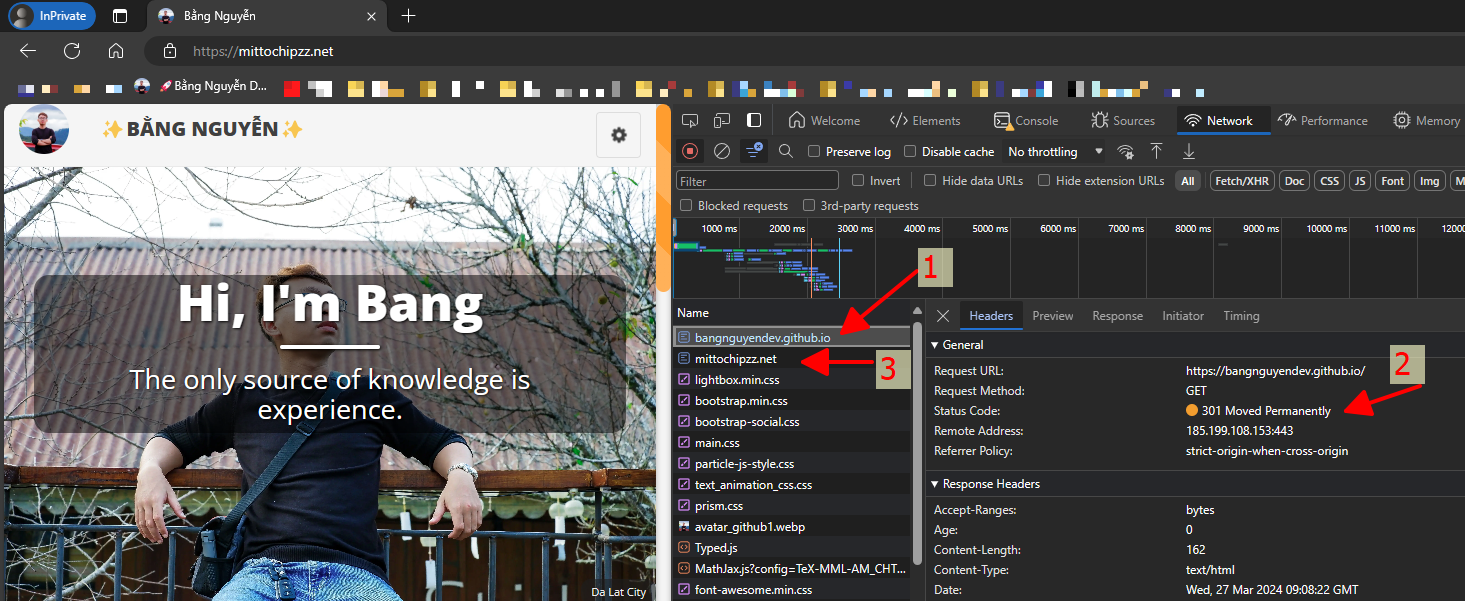 InPrivate
Bằng Nguyễn
https://mittochipzz.net
🚀Bằng Nguyễn D...
✨BẰNG NGUYỄN✨
Hi, I'm Bang
The only source of knowledge is
experience.
Da Lat City
Welcome
Elements
Console
Sources
Network
Performance
Memory
Preserve log
Disable cache
No throttling
Filter
Invert
Hide data URLs
Hide extension URLs
All
Fetch/XHR
Doc
CSS
JS
Font
Img
M
Blocked requests
3rd-party requests
1000 ms
2000 ms
3000 ms
4000 ms
5000 ms
6000 ms
7000 ms
8000 ms
9000 ms
10000 ms
11000 ms
12000
1
Name
bangnguyendev.github.io
mittochipzz.net
3
lightbox.min.css
bootstrap.min.css
bootstrap-social.css
main.css
particle-js-style.css
text_animation_css.css
prism.css
avatar_github1.webp
Typed.js
MathJax.js?config=TeX-MML-AM_CHT...
font-awesome.min.css
Headers
Preview
Response
Initiator
Timing
General
Request URL: https://bangnguyendev.github.io/
2
Request Method: GET
Status Code: 301 Moved Permanently
Remote Address: 185.199.108.153:443
Referrer Policy: strict-origin-when-cross-origin
Response Headers
Accept-Ranges: bytes
Age: 0
Content-Length: 162
Content-Type: text/html
Date: Wed, 27 Mar 2024 09:08:22 GMT